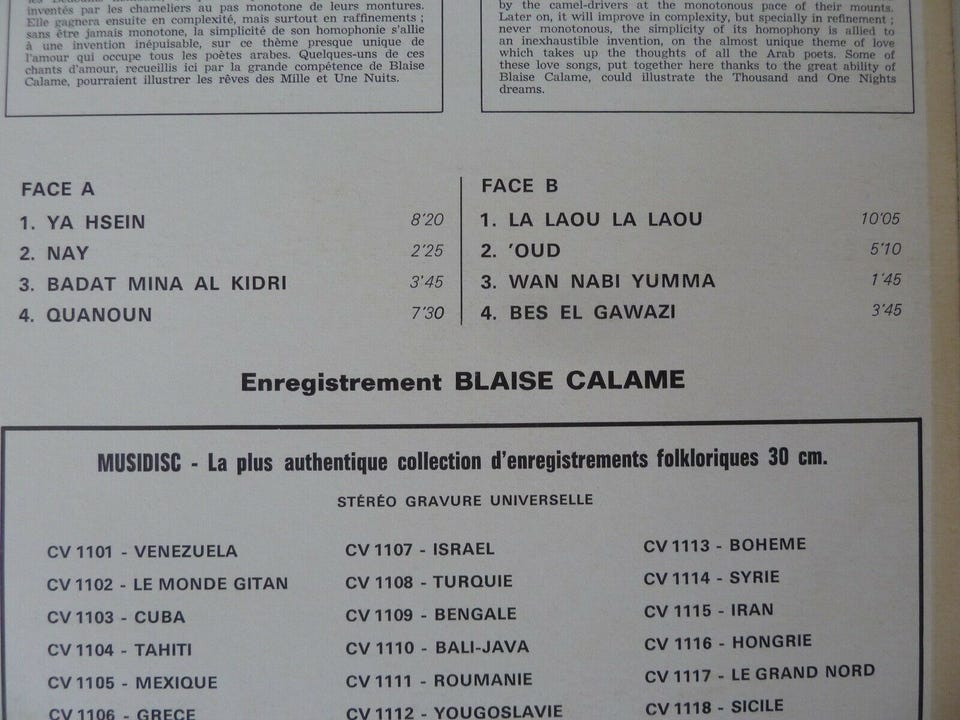 inventés par les chameliers au pas monotone de leurs montures.
Elle gagnera ensuite en complexité, mais surtout en raffinements ;
sans être jamais monotone, la simplicité de son homophonie s'allie
à une invention inépuisable, sur ce thème presque unique de
l'amour qui occupe tous les poètes arabes. Quelques-uns de ces
chants d'amour, recueillis ici par la grande compétence de Blaise
Calame, pourraient illustrer les rêves des Mille et Une Nuits.
by the camel-drivers at the monotonous pace of their mounts.
Later on, it will improve in complexity, but specially in refinement ;
never monotonous, the simplicity of its homophony is allied to
an inexhaustible invention, on the almost unique theme of love
which takes up the thoughts of all the Arab poets. Some of
these love songs, put together here thanks to the great ability of
Blaise Calame, could illustrate the Thousand and One Nights
dreams.
FACE A
1. YA HSEIN 8'20
2. NAY 2'25
3. BADAT MINA AL KIDRI 3'45
4. QUANOUN 7'30
FACE B
1. LA LAOU LA LAOU 10'05
2. 'OUD 5'10
3. WAN NABI YUMMA 1'45
4. BES EL GAWAZI 3'45
Enregistrement BLAISE CALAME
MUSIDISC - La plus authentique collection d'enregistrements folkloriques 30 cm.
STÉRÉO GRAVURE UNIVERSELLE
CV 1101 - VENEZUELA
CV 1102 - LE MONDE GITAN
CV 1103 - CUBA
CV 1104 - TAHITI
CV 1105 - MEXIQUE
CV 1106 - GRECE
CV 1107 - ISRAEL
CV 1108 - TURQUIE
CV 1109 - BENGALE
CV 1110 - BALI-JAVA
CV 1111 - ROUMANIE
CV 1112 - YOUGOSLAVIE
CV 1113 - BOHEME
CV 1114 - SYRIE
CV 1115 - IRAN
CV 1116 - HONGRIE
CV 1117 - LE GRAND NORD
CV 1118 - SICILE